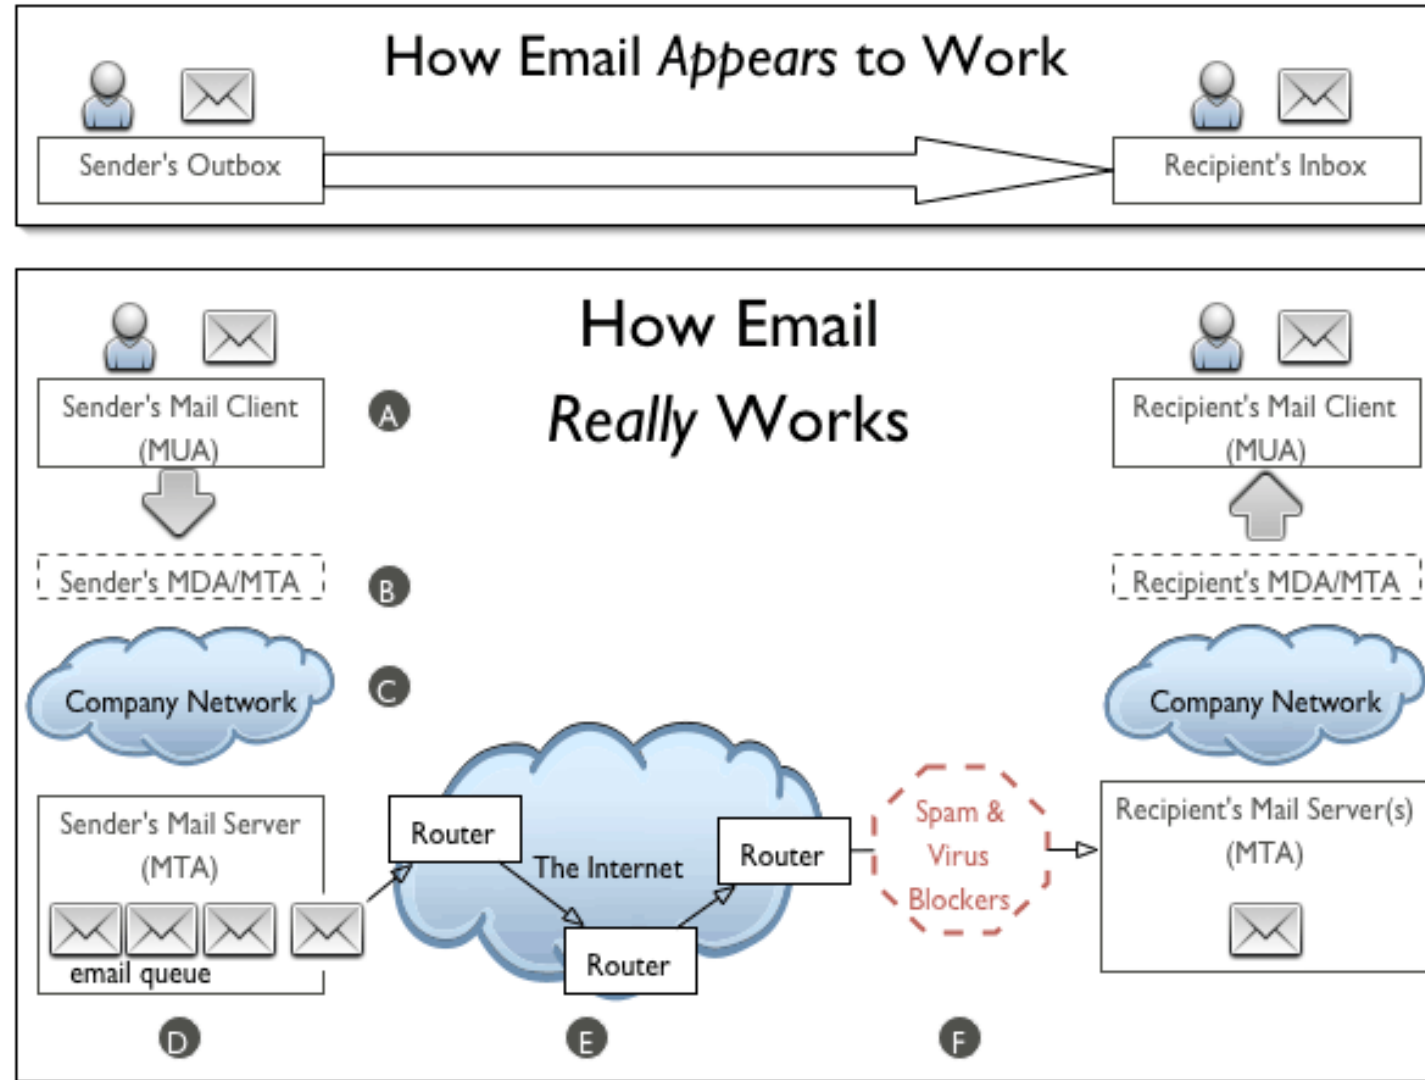 How Email Appears to Work
Sender's Outbox
Recipient's Inbox
How Email
Really Works
Sender's Mail Client
(MUA)
A
Recipient's Mail Client
(MUA)
Sender's MDA/MTA
B
Recipient's MDA/MTA
Company Network
C
Company Network
Sender's Mail Server
(MTA)
email queue
Router
The Internet
Router
Router
Spam &
Virus
Blockers
Recipient's Mail Server(s)
(MTA)
D
E
F